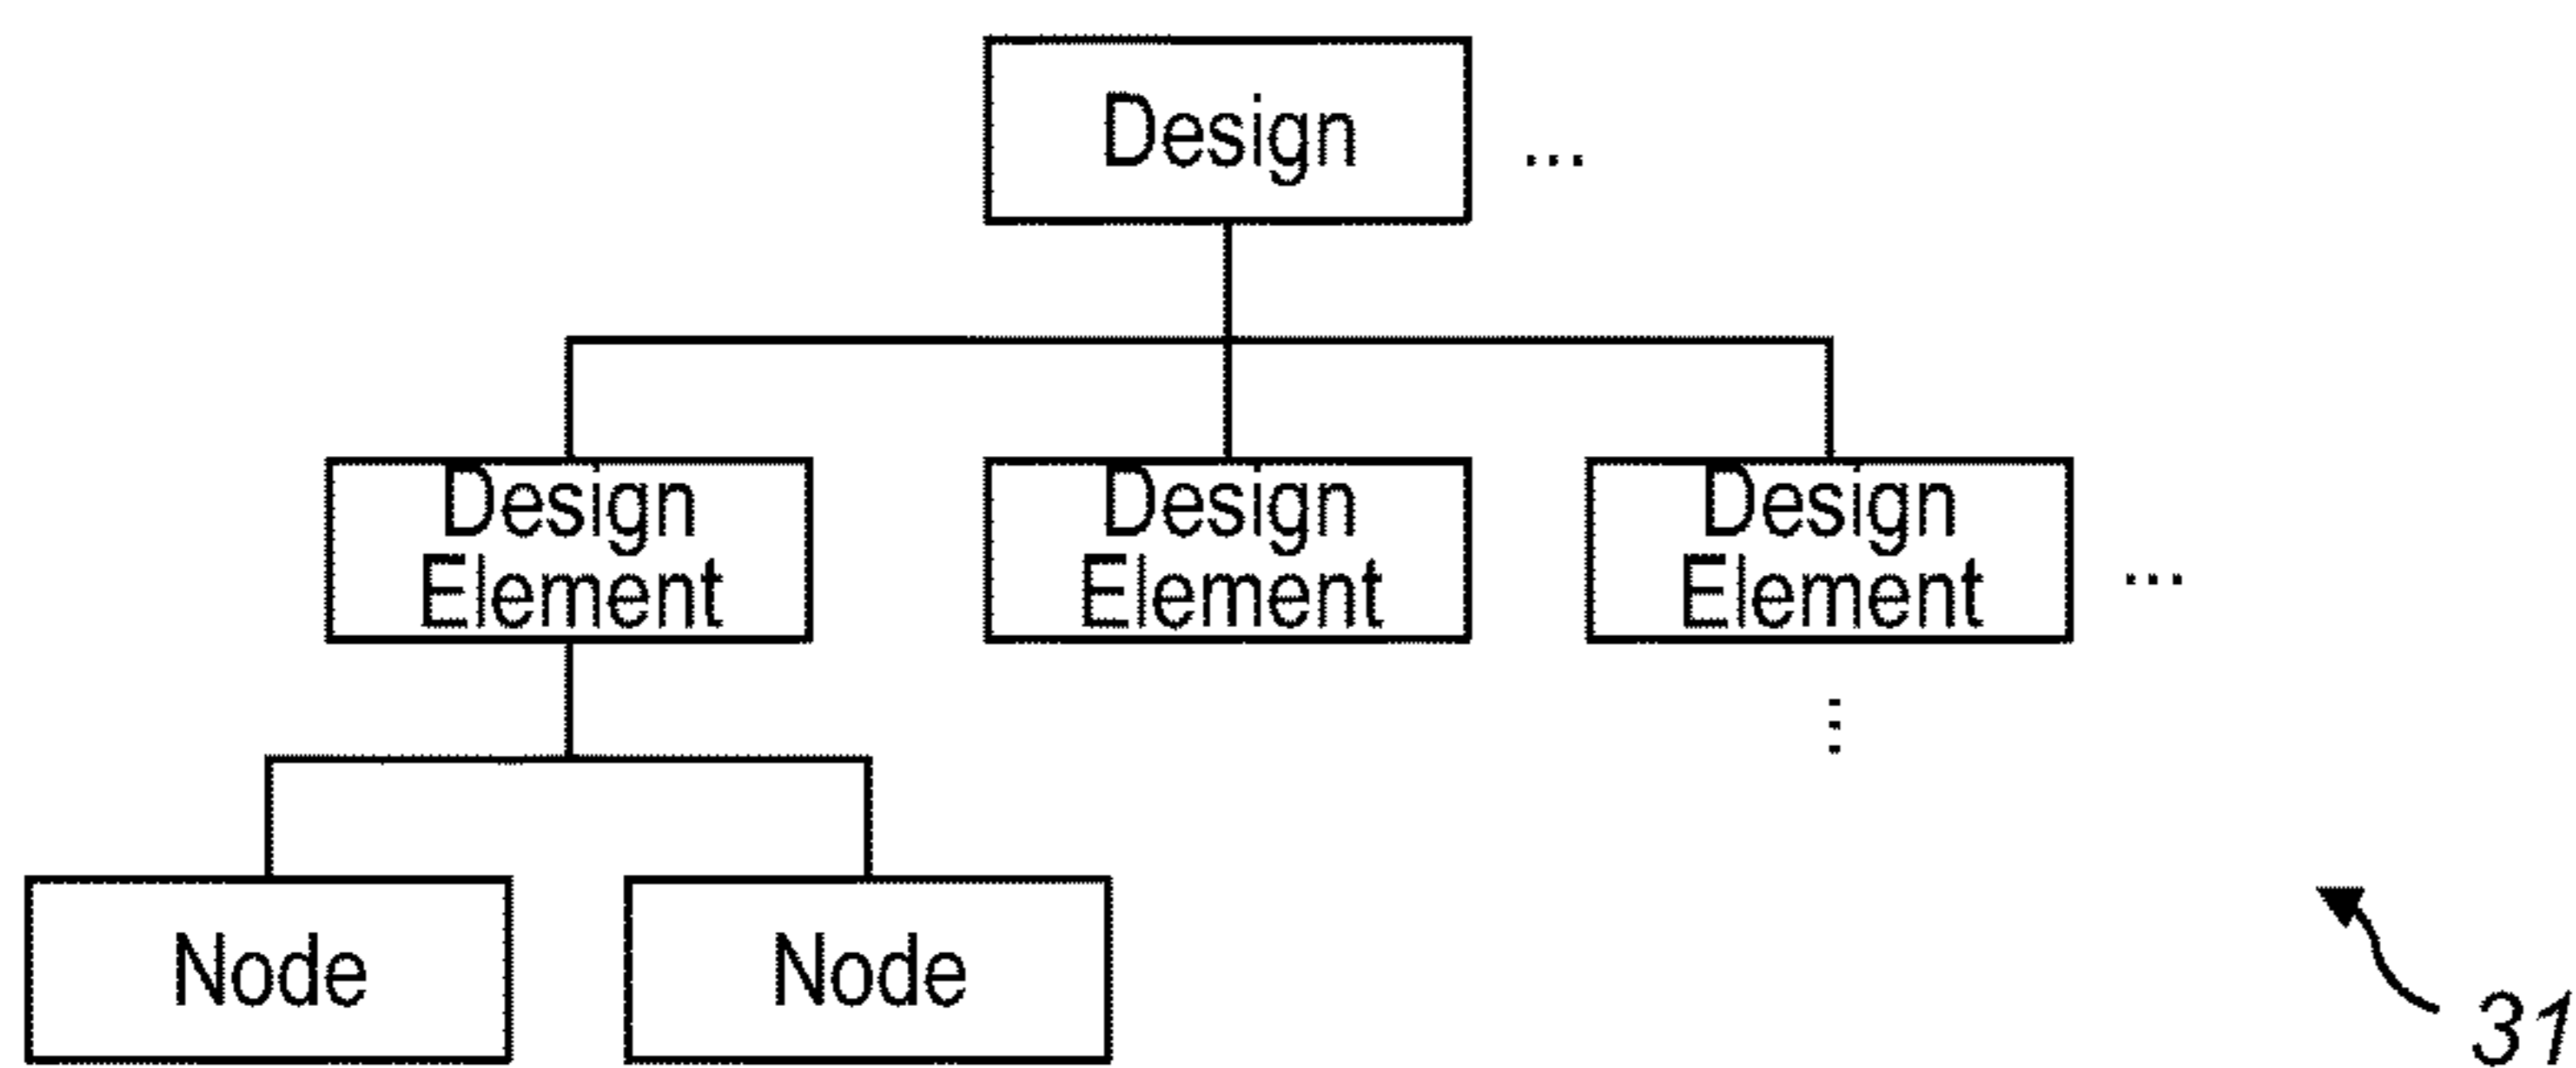 Design ...
Design Element
Design Element
Design Element ...
⋮
Node
Node
31